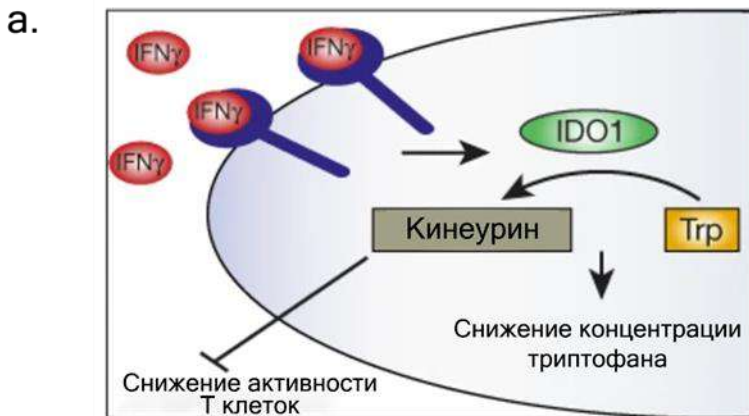 а.
IFNγ
IFNγ
IFNγ
IFNγ
IDO1
Кинеурин
Trp
Снижение концентрации
триптофана
Снижение активности
Т клеток